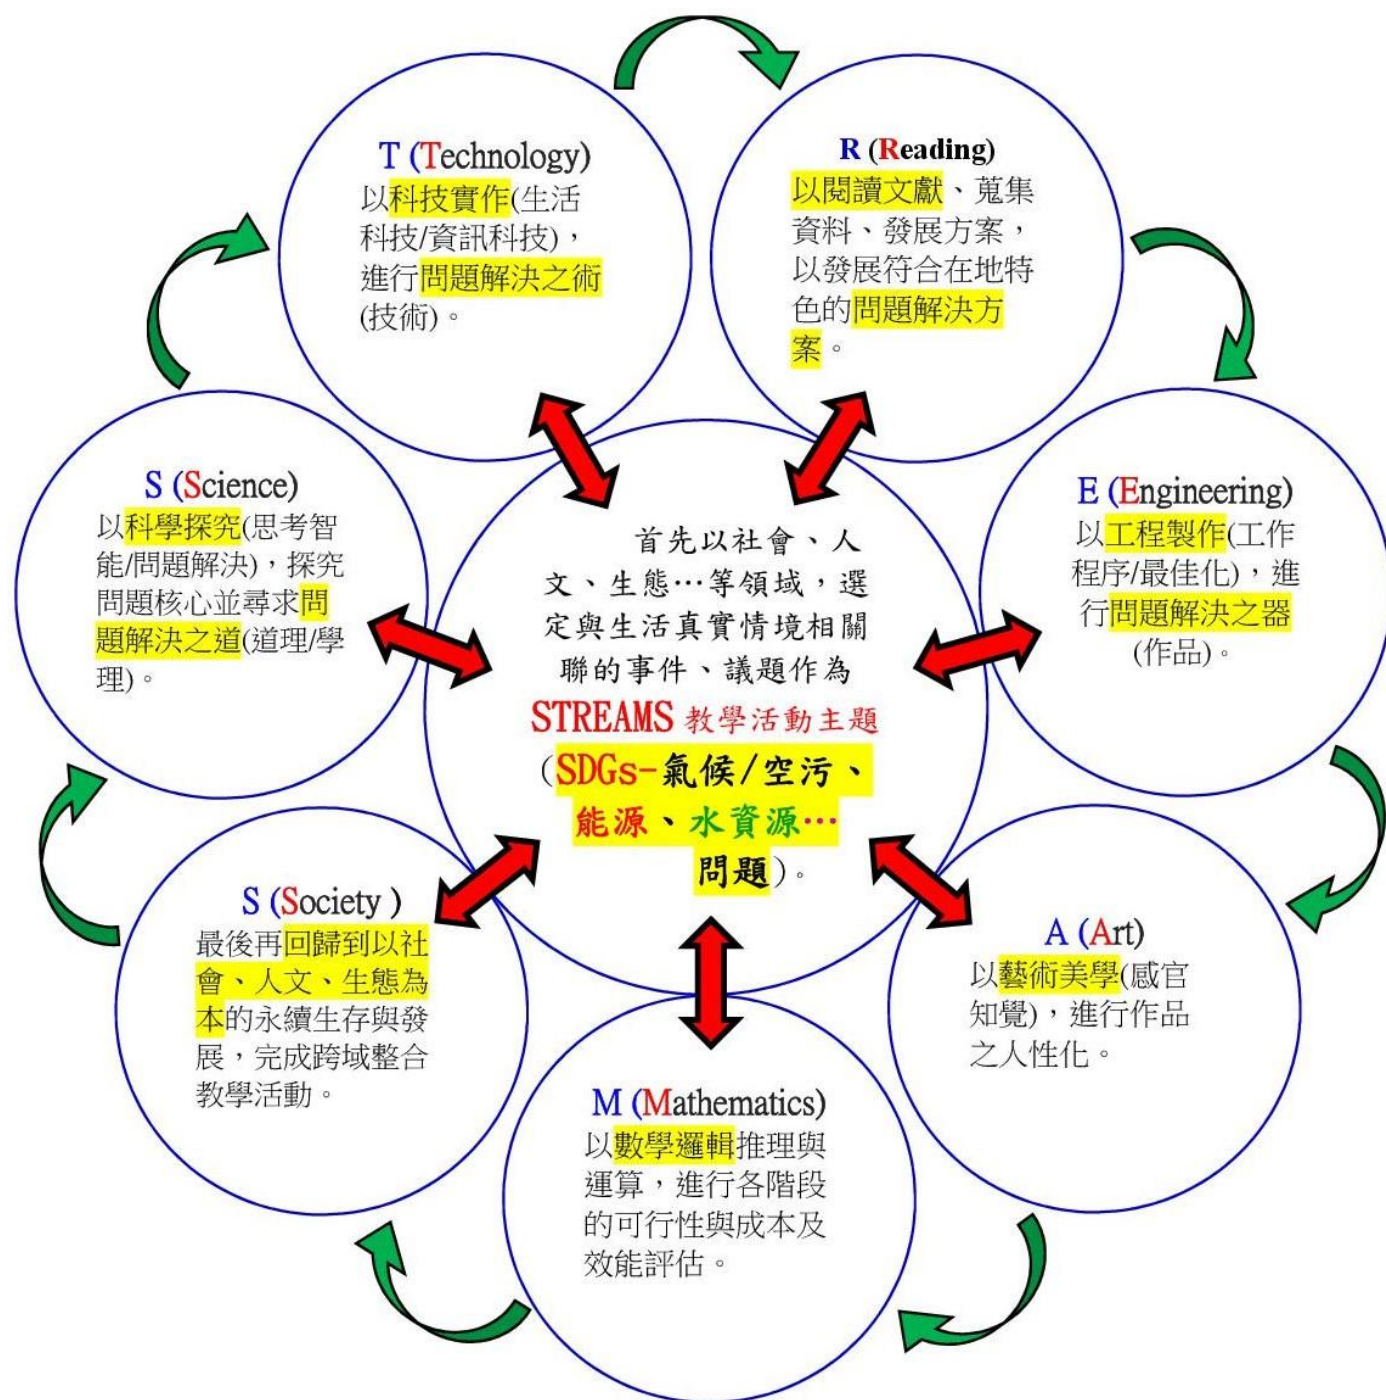 T (Technology)
以科技實作(生活
科技/資訊科技)，
進行問題解決之術
(技術)。
R (Reading)
以閱讀文獻、蒐集
資料、發展方案，
以發展符合在地特
色的問題解決方
案。
S (Science)
以科學探究(思考智
能/問題解決)，探究
問題核心並尋求問
題解決之道(道理/學
理)。
首先以社會、人
文、生態…等領域，選
定與生活真實情境相關
聯的事件、議題作為
STREAMS 教學活動主題
(SDGs-氣候/空污、
能源、水資源…
問題)。
E (Engineering)
以工程製作(工作
程序/最佳化)，進
行問題解決之器
(作品)。
S (Society )
最後再回歸到以社
會、人文、生態為
本的永續生存與發
展，完成跨域整合
教學活動。
A (Art)
以藝術美學(感官
知覺)，進行作品
之人性化。
M (Mathematics)
以數學邏輯推理與
運算，進行各階段
的可行性與成本及
效能評估。